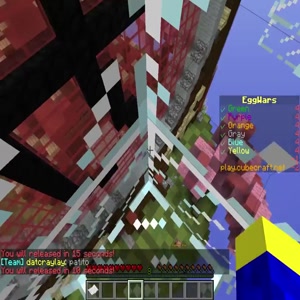 EggWars
Green
Purple
Orange
Gray
Blue
Yellow
play.cubecraft.net
You will released in 15 seconds!
[Team] datcraylay: patito
You will released in 10 seconds!